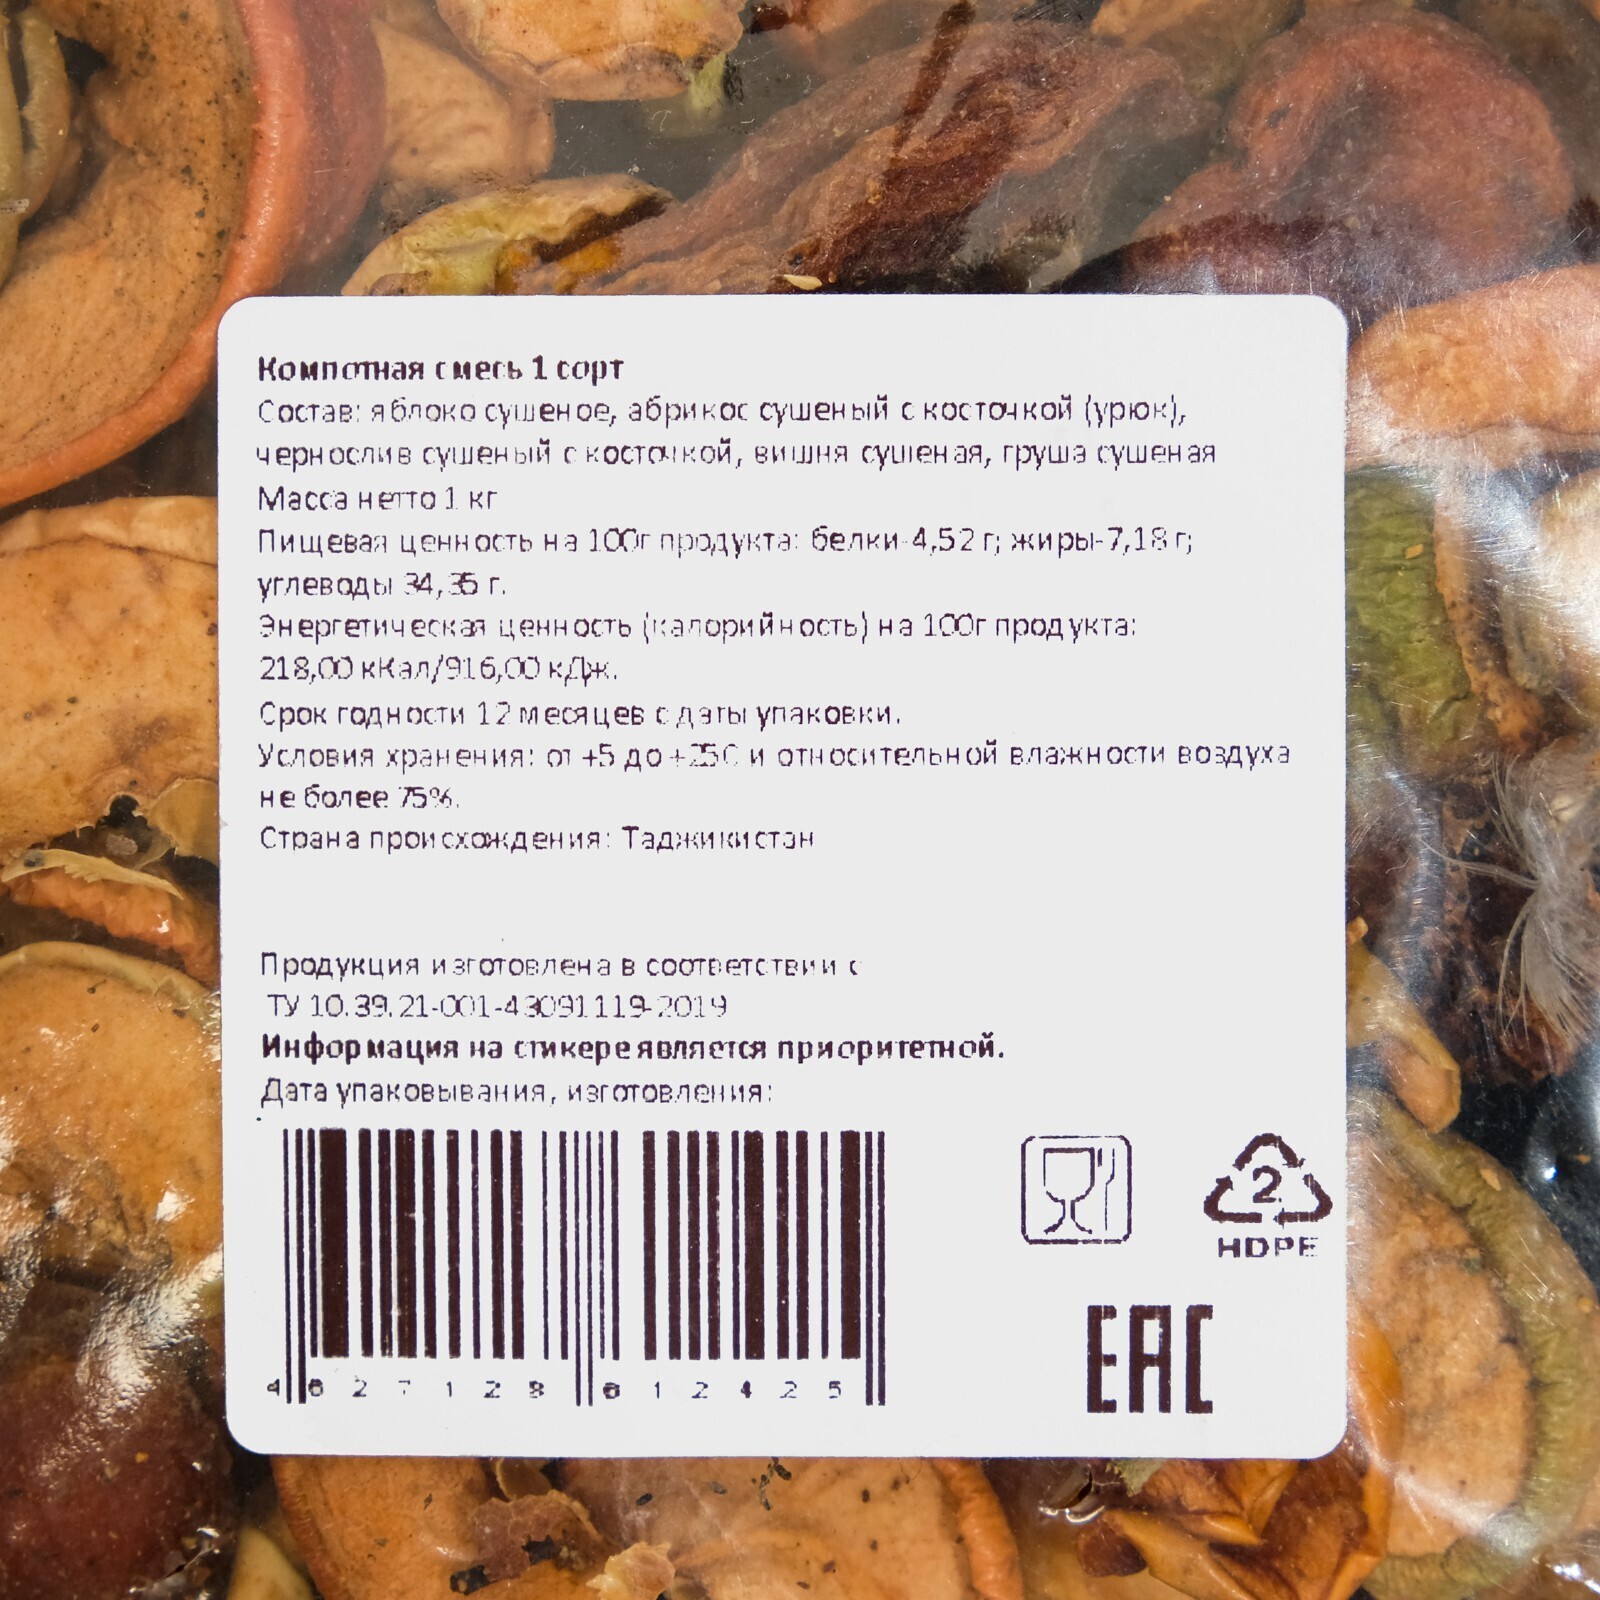 Компотная смесь 1 сорт
Состав: яблоко сушеное, абрикос сушеный с косточкой (урюк),
чернослив сушеный с косточкой, вишня сушеная, груша сушеная
Масса нетто 1 кг
Пищевая ценность на 100г продукта: белки-4,52 г; жиры-7,18 г;
углеводы 34,35 г.
Энергетическая ценность (калорийность) на 100г продукта:
218,00 кКал/916,00 кДж.
Срок годности 12 месяцев с даты упаковки.
Условия хранения: от +5 до +25С и относительной влажности воздуха
не более 75%.
Страна происхождения: Таджикистан
Продукция изготовлена в соответствии с
ТУ 10.39.21-001-43091119-2019
Информация на стикере является приоритетной.
Дата упаковывания, изготовления:
4 627128 612425
2
HDPE
EAC